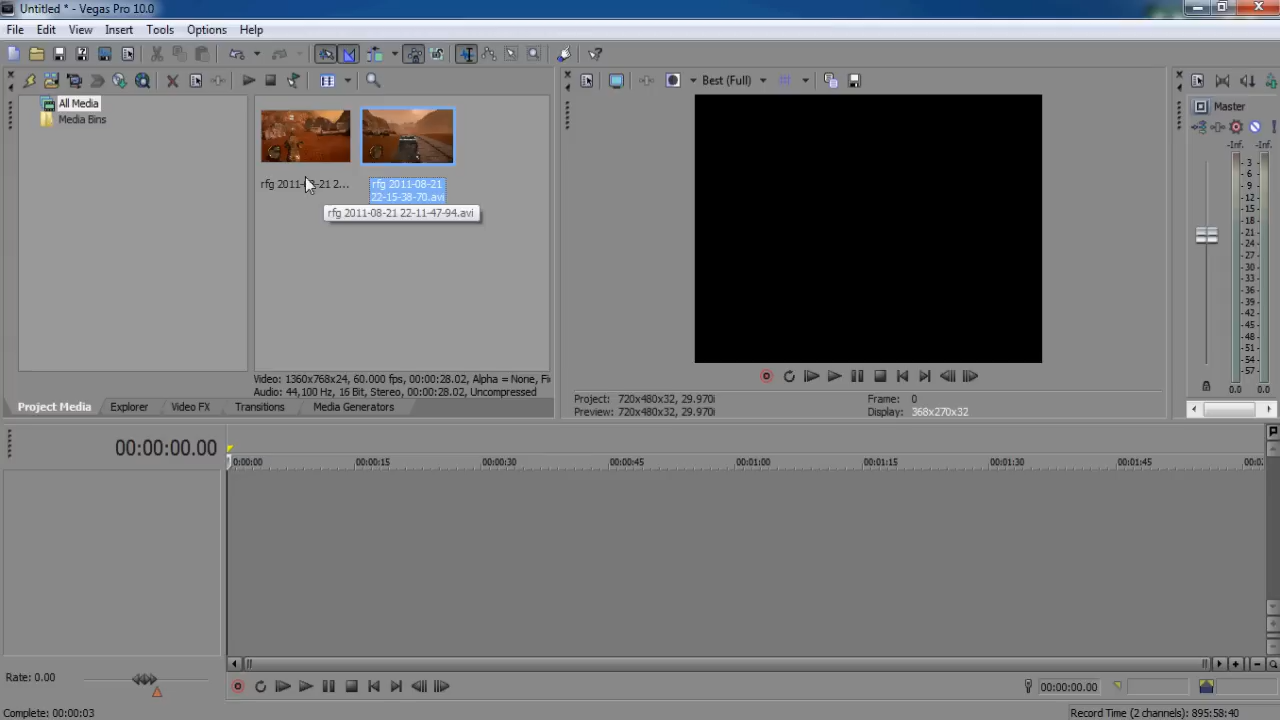 Untitled * - Vegas Pro 10.0
File Edit View Insert Tools Options Help
Best (Full)
All Media
Media Bins
Master
-Inf. -Inf.
3
6
9
12
15
18
21
24
27
30
33
36
39
42
45
48
51
54
57
0.0 0.0
rfg 2011-08-21 2...
rfg 2011-08-21
22-15-38-70.avi
rfg 2011-08-21 22-11-47-94.avi
Video: 1360x768x24, 60.000 fps, 00:00:28.02, Alpha = None, Fi
Audio: 44,100 Hz, 16 Bit, Stereo, 00:00:28.02, Uncompressed
Project Media Explorer Video FX Transitions Media Generators
Project: 720x480x32, 29.970i
Preview: 720x480x32, 29.970i
Frame: 0
Display: 368x270x32
00:00:00.00
0:00:00 00:00:15 00:00:30 00:00:45 00:01:00 00:01:15 00:01:30 00:01:45 00:0
Rate: 0.00
00:00:00.00
Complete: 00:00:03
Record Time (2 channels): 895:58:40